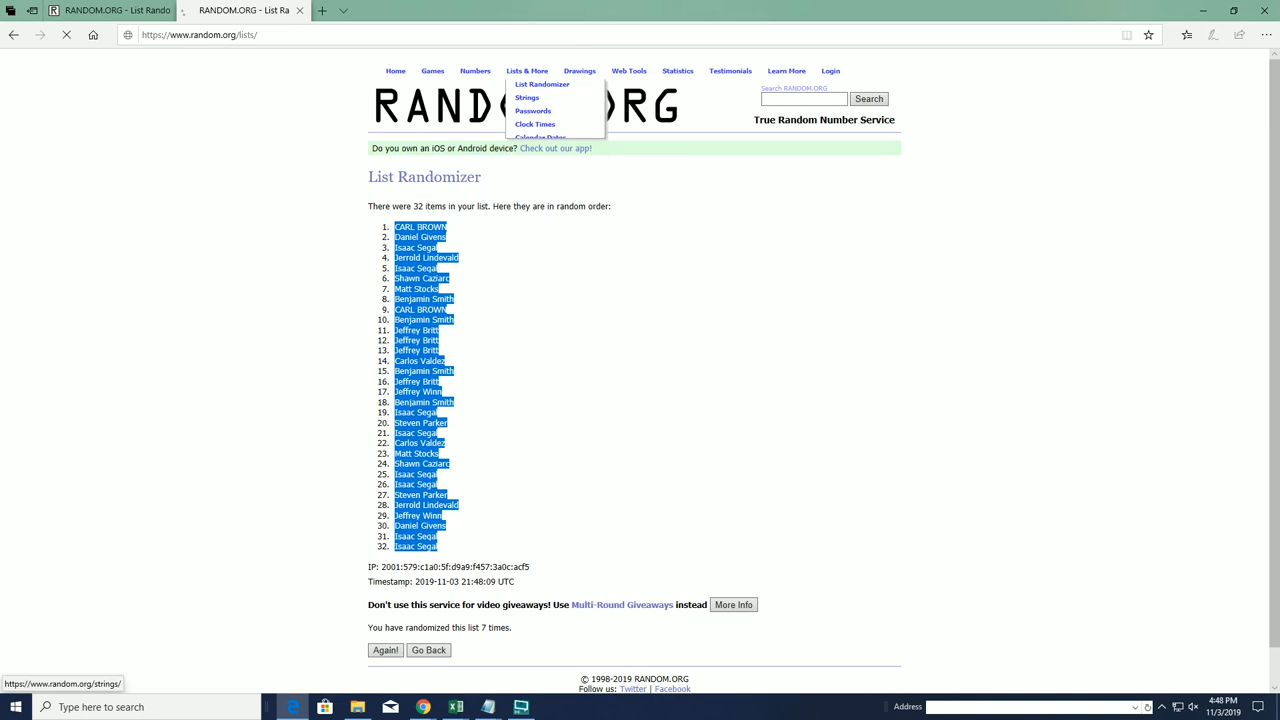 RANDOM.ORG - List Rando
RANDOM.ORG - List Ra
https://www.random.org/lists/
Home Games Numbers Lists & More Drawings Web Tools Statistics Testimonials Learn More Login
List Randomizer
Strings
Passwords
Clock Times
Calendar Dates
RANDOM.ORG
Search RANDOM.ORG
Search
True Random Number Service
Do you own an iOS or Android device? Check out our app!
List Randomizer
There were 32 items in your list. Here they are in random order:
1. CARL BROWN
2. Daniel Givens
3. Isaac Segal
4. Jerrold Lindevald
5. Isaac Segal
6. Shawn Caziarc
7. Matt Stocks
8. Benjamin Smith
9. CARL BROWN
10. Benjamin Smith
11. Jeffrey Britt
12. Jeffrey Britt
13. Jeffrey Britt
14. Carlos Valdez
15. Benjamin Smith
16. Jeffrey Britt
17. Jeffrey Winn
18. Benjamin Smith
19. Isaac Segal
20. Steven Parker
21. Isaac Segal
22. Carlos Valdez
23. Matt Stocks
24. Shawn Caziarc
25. Isaac Segal
26. Isaac Segal
27. Steven Parker
28. Jerrold Lindevald
29. Jeffrey Winn
30. Daniel Givens
31. Isaac Segal
32. Isaac Segal
IP: 2001:579:c1a0:5f:d9a9:f457:3a0c:acf5
Timestamp: 2019-11-03 21:48:09 UTC
Don't use this service for video giveaways! Use Multi-Round Giveaways instead More Info
You have randomized this list 7 times.
Again! Go Back
© 1998-2019 RANDOM.ORG
Follow us: Twitter | Facebook
https://www.random.org/strings/
Type here to search
Address
4:48 PM
11/3/2019